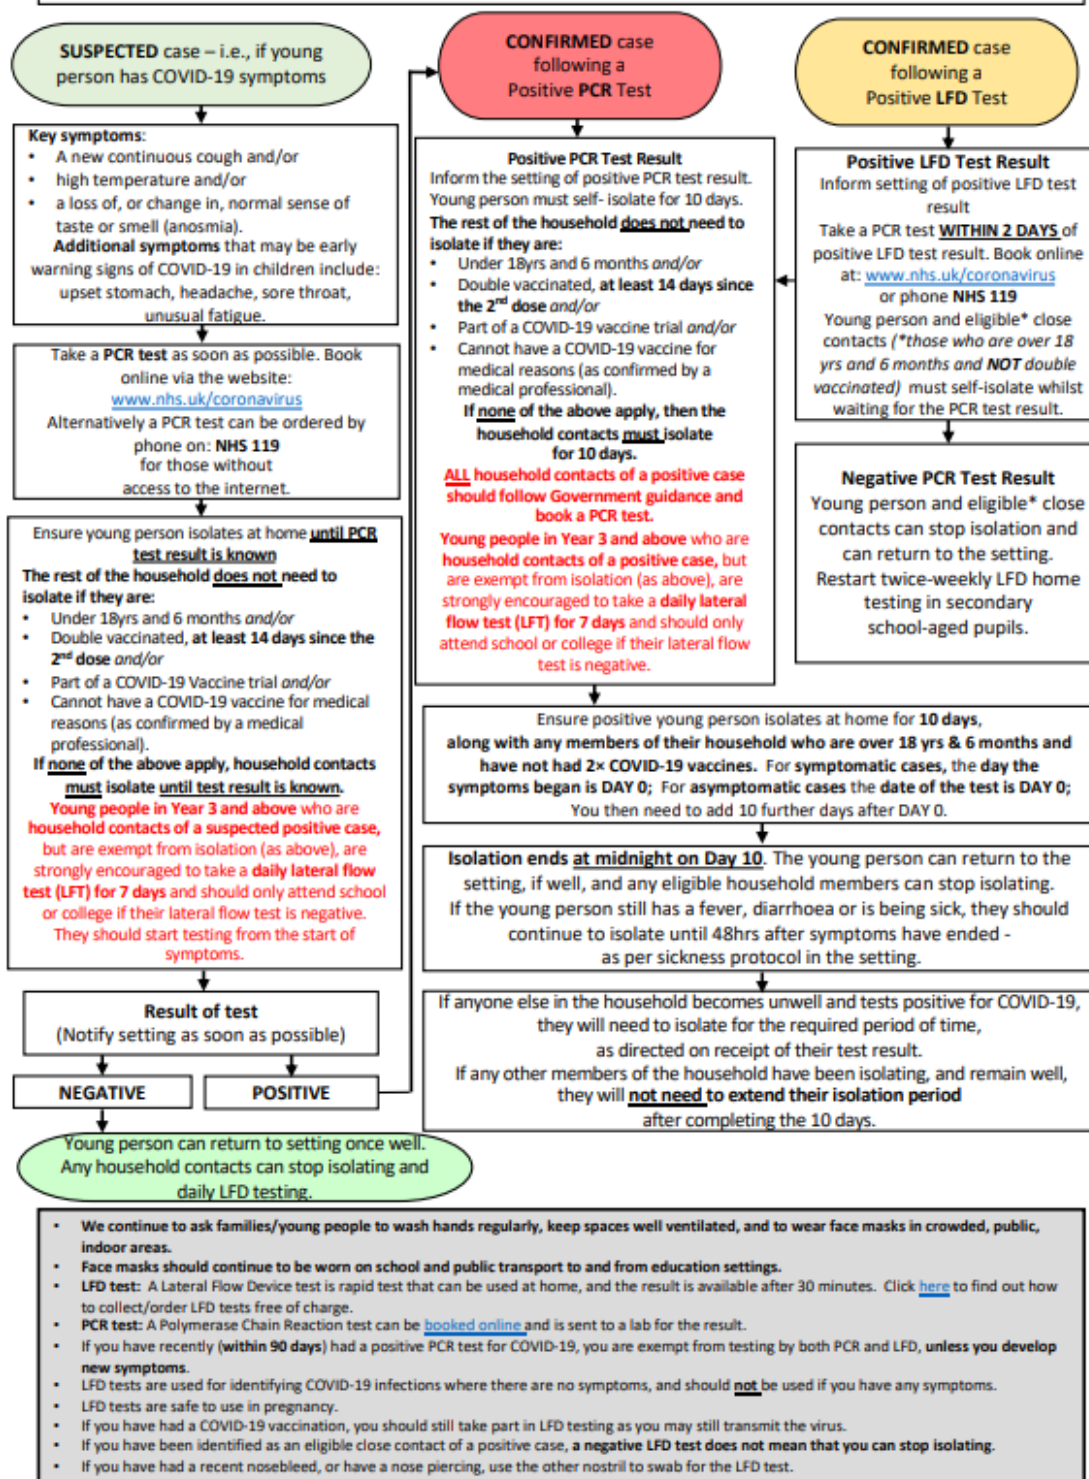 SUSPECTED case – i.e., if young
person has COVID-19 symptoms
Key symptoms:
• A new continuous cough and/or
• high temperature and/or
• a loss of, or change in, normal sense of
taste or smell (anosmia).
Additional symptoms that may be early
warning signs of COVID-19 in children include:
upset stomach, headache, sore throat,
unusual fatigue.
Take a PCR test as soon as possible. Book
online via the website:
www.nhs.uk/coronavirus
Alternatively a PCR test can be ordered by
phone on: NHS 119
for those without
access to the internet.
Ensure young person isolates at home until PCR
test result is known
The rest of the household does not need to
isolate if they are:
• Under 18yrs and 6 months and/or
• Double vaccinated, at least 14 days since the
2nd dose and/or
• Part of a COVID-19 Vaccine trial and/or
• Cannot have a COVID-19 vaccine for medical
reasons (as confirmed by a medical
professional).
If none of the above apply, household contacts
must isolate until test result is known.
Young people in Year 3 and above who are
household contacts of a suspected positive case,
but are exempt from isolation (as above), are
strongly encouraged to take a daily lateral flow
test (LFT) for 7 days and should only attend school
or college if their lateral flow test is negative.
They should start testing from the start of
symptoms.
Result of test
(Notify setting as soon as possible)
NEGATIVE
POSITIVE
Young person can return to setting once well.
Any household contacts can stop isolating and
daily LFD testing.
CONFIRMED case
following a
Positive PCR Test
Positive PCR Test Result
Inform the setting of positive PCR test result.
Young person must self- isolate for 10 days.
The rest of the household does not need to
isolate if they are:
• Under 18yrs and 6 months and/or
• Double vaccinated, at least 14 days since
the 2nd dose and/or
• Part of a COVID-19 vaccine trial and/or
• Cannot have a COVID-19 vaccine for
medical reasons (as confirmed by a
medical professional).
If none of the above apply, then the
household contacts must isolate
for 10 days.
ALL household contacts of a positive case
should follow Government guidance and
book a PCR test.
Young people in Year 3 and above who are
household contacts of a positive case, but
are exempt from isolation (as above), are
strongly encouraged to take a daily lateral
flow test (LFT) for 7 days and should only
attend school or college if their lateral flow
test is negative.
CONFIRMED case
following a
Positive LFD Test
Positive LFD Test Result
Inform setting of positive LFD test
result
Take a PCR test WITHIN 2 DAYS of
positive LFD test result. Book online
at: www.nhs.uk/coronavirus
or phone NHS 119
Young person and eligible* close
contacts (*those who are over 18
yrs and 6 months and NOT double
vaccinated) must self-isolate whilst
waiting for the PCR test result.
Negative PCR Test Result
Young person and eligible* close
contacts can stop isolation and
can return to the setting.
Restart twice-weekly LFD home
testing in secondary
school-aged pupils.
Ensure positive young person isolates at home for 10 days,
along with any members of their household who are over 18 yrs & 6 months and
have not had 2× COVID-19 vaccines. For symptomatic cases, the day the
symptoms began is DAY 0; For asymptomatic cases the date of the test is DAY 0;
You then need to add 10 further days after DAY 0.
Isolation ends at midnight on Day 10. The young person can return to the
setting, if well, and any eligible household members can stop isolating.
If the young person still has a fever, diarrhoea or is being sick, they should
continue to isolate until 48hrs after symptoms have ended -
as per sickness protocol in the setting.
If anyone else in the household becomes unwell and tests positive for COVID-19,
they will need to isolate for the required period of time,
as directed on receipt of their test result.
If any other members of the household have been isolating, and remain well,
they will not need to extend their isolation period
after completing the 10 days.
• We continue to ask families/young people to wash hands regularly, keep spaces well ventilated, and to wear face masks in crowded, public,
indoor areas.
• Face masks should continue to be worn on school and public transport to and from education settings.
• LFD test: A Lateral Flow Device test is rapid test that can be used at home, and the result is available after 30 minutes. Click here to find out how
to collect/order LFD tests free of charge.
• PCR test: A Polymerase Chain Reaction test can be booked online and is sent to a lab for the result.
• If you have recently (within 90 days) had a positive PCR test for COVID-19, you are exempt from testing by both PCR and LFD, unless you develop
new symptoms.
• LFD tests are used for identifying COVID-19 infections where there are no symptoms, and should not be used if you have any symptoms.
• LFD tests are safe to use in pregnancy.
• If you have had a COVID-19 vaccination, you should still take part in LFD testing as you may still transmit the virus.
• If you have been identified as an eligible close contact of a positive case, a negative LFD test does not mean that you can stop isolating.
• If you have had a recent nosebleed, or have a nose piercing, use the other nostril to swab for the LFD test.